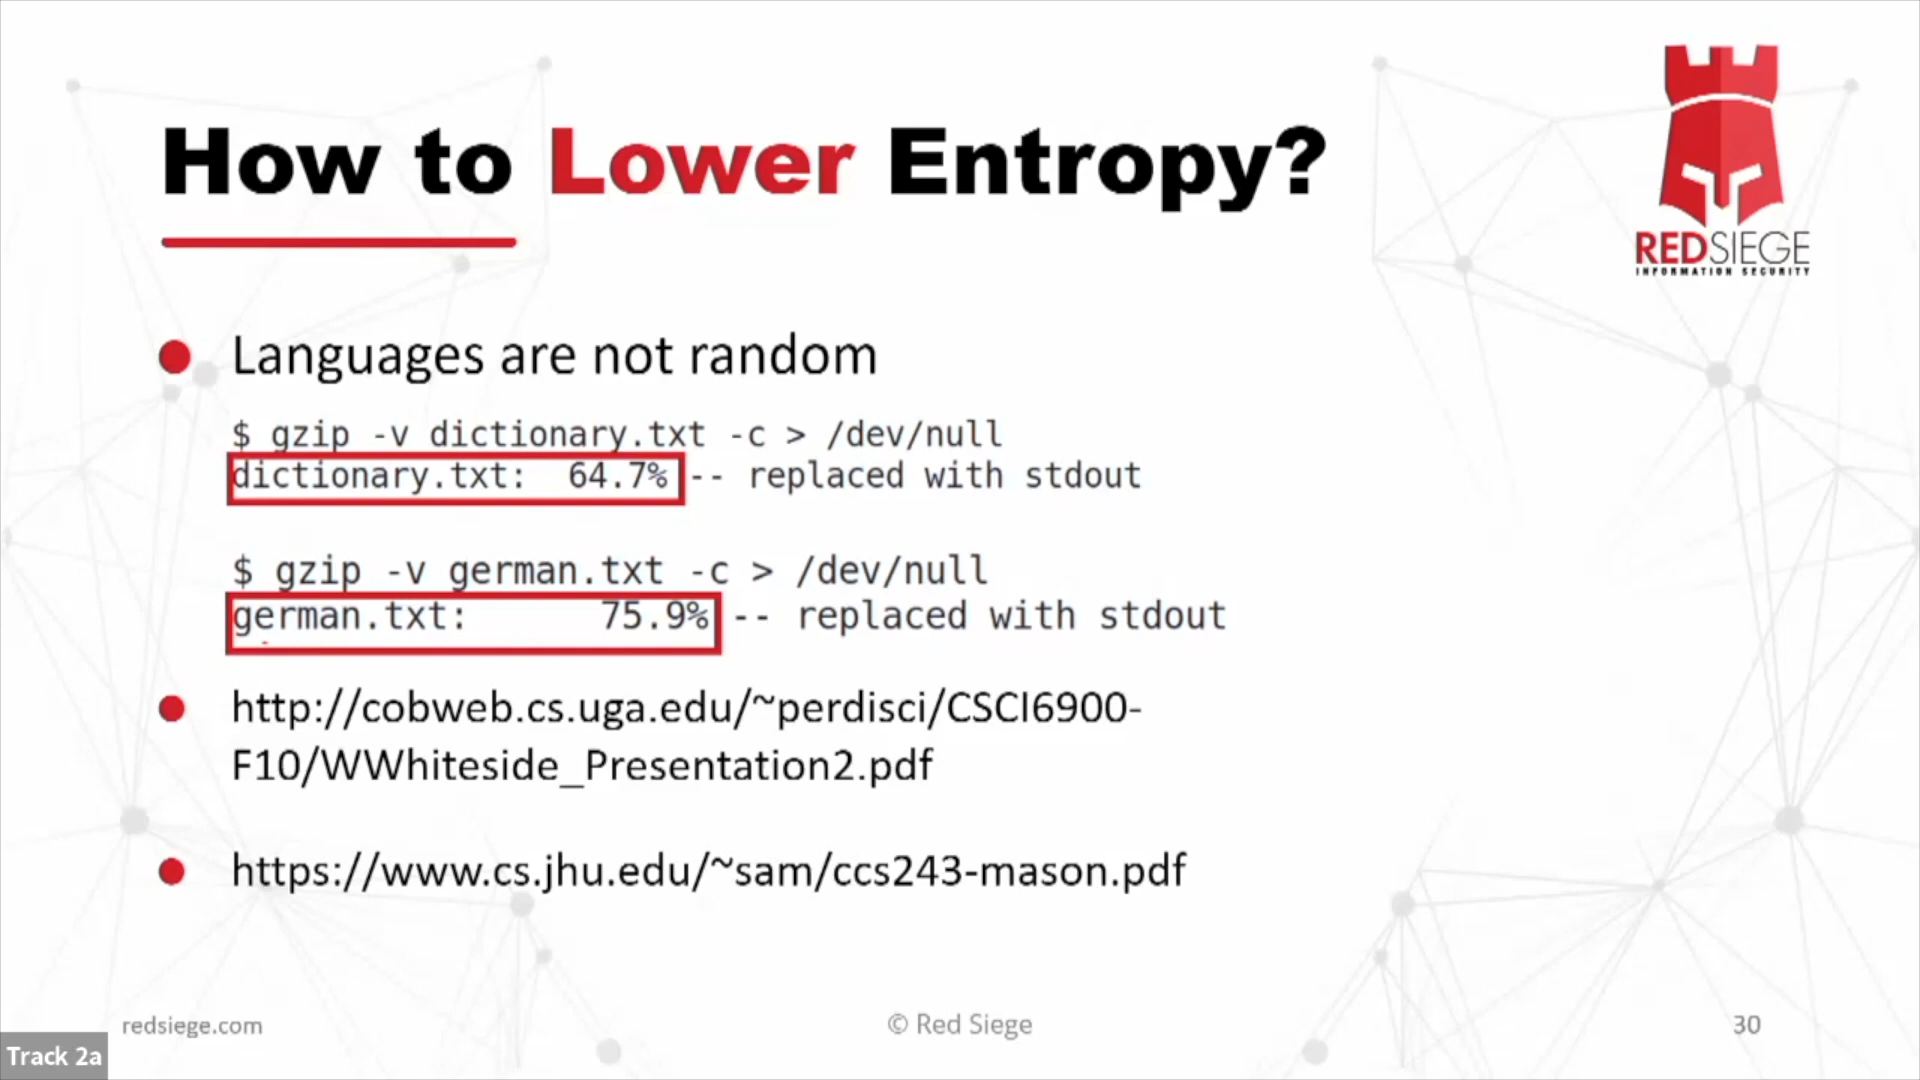 How to Lower Entropy?
REDSIEGE
INFORMATION SECURITY
Languages are not random
$ gzip -v dictionary.txt -c > /dev/null
dictionary.txt:  64.7% -- replaced with stdout
$ gzip -v german.txt -c > /dev/null
german.txt:      75.9% -- replaced with stdout
http://cobweb.cs.uga.edu/~perdisci/CSCI6900-
F10/WWhiteside_Presentation2.pdf
https://www.cs.jhu.edu/~sam/ccs243-mason.pdf
redsiege.com
© Red Siege
30
Track 2a